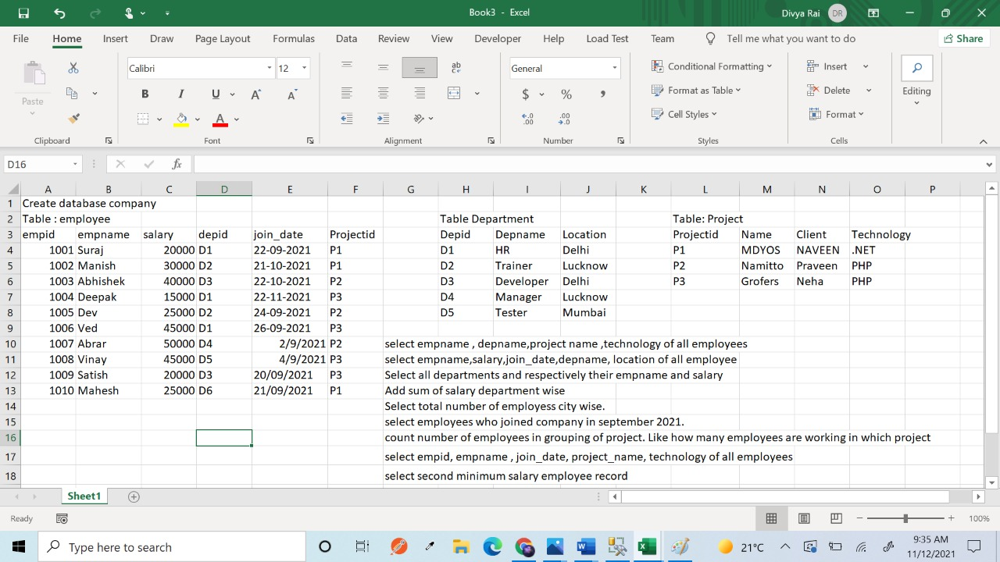 Book3 - Excel
Divya Rai DR
File Home Insert Draw Page Layout Formulas Data Review View Developer Help Load Test Team Tell me what you want to do Share
Calibri 12 General Conditional Formatting Insert
Paste B I U A A $ % , Format as Table Delete Editing
Cell Styles Format
Clipboard Font Alignment Number Styles Cells
D16 fx
A B C D E F G H I J K L M N O P
1 Create database company
2 Table : employee Table Department Table: Project
3 empid empname salary depid join_date Projectid Depid Depname Location Projectid Name Client Technology
4 1001 Suraj 20000 D1 22-09-2021 P1 D1 HR Delhi P1 MDYOS NAVEEN .NET
5 1002 Manish 30000 D2 21-10-2021 P1 D2 Trainer Lucknow P2 Namitto Praveen PHP
6 1003 Abhishek 40000 D3 22-10-2021 P2 D3 Developer Delhi P3 Grofers Neha PHP
7 1004 Deepak 15000 D1 22-11-2021 P3 D4 Manager Lucknow
8 1005 Dev 25000 D2 24-09-2021 P2 D5 Tester Mumbai
9 1006 Ved 45000 D1 26-09-2021 P3
10 1007 Abrar 50000 D4 2/9/2021 P2 select empname , depname,project name ,technology of all employees
11 1008 Vinay 45000 D5 4/9/2021 P3 select empname,salary,join_date,depname, location of all employee
12 1009 Satish 20000 D3 20/09/2021 P3 Select all departments and respectively their empname and salary
13 1010 Mahesh 25000 D6 21/09/2021 P1 Add sum of salary department wise
14 Select total number of employess city wise.
15 select employees who joined company in september 2021.
16 count number of employees in grouping of project. Like how many employees are working in which project
17 select empid, empname , join_date, project_name, technology of all employees
18 select second minimum salary employee record
Sheet1
Ready 100%
Type here to search 21°C 9:35 AM
11/12/2021